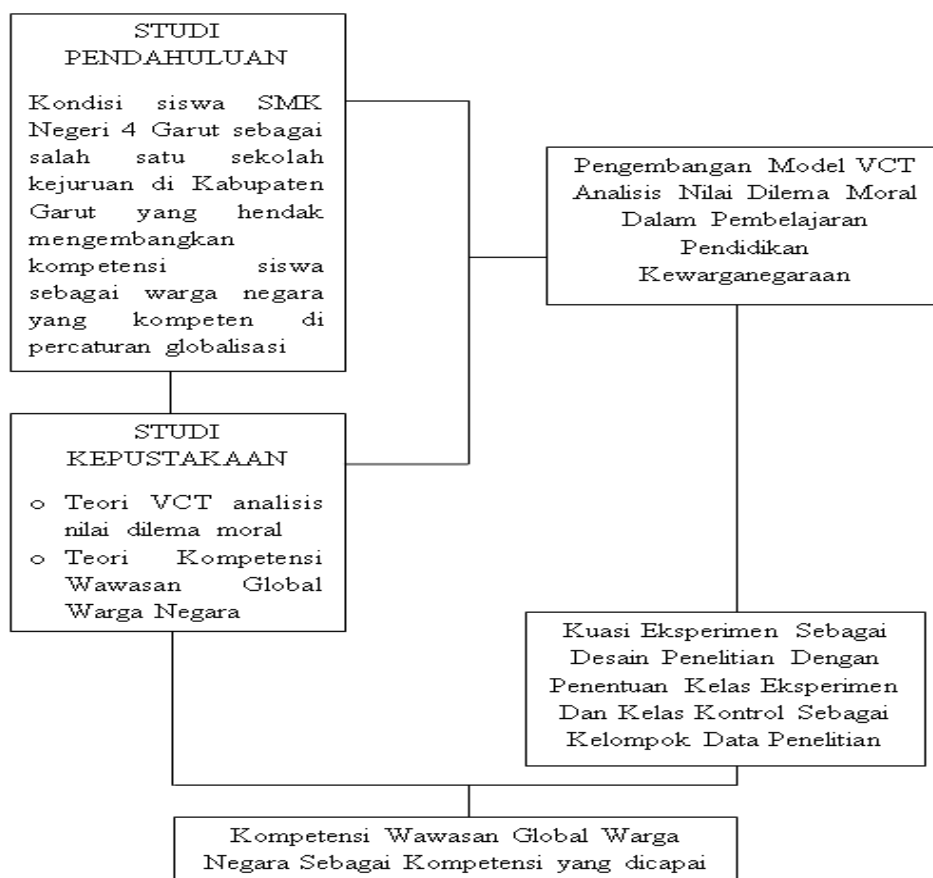 STUDI
PENDAHULUAN
Kondisi siswa SMK
Negeri 4 Garut sebagai
salah satu sekolah
kejuruan di Kabupaten
Garut yang hendak
mengembangkan
kompetensi siswa
sebagai warga negara
yang kompeten di
percaturan globalisasi
STUDI
KEPUSTAKAAN
o Teori VCT analisis
nilai dilema moral
o Teori Kompetensi
Wawasan Global
Warga Negara
Pengembangan Model VCT
Analisis Nilai Dilema Moral
Dalam Pembelajaran
Pendidikan
Kewarganegaraan
Kuasi Eksperimen Sebagai
Desain Penelitian Dengan
Penentuan Kelas Eksperimen
Dan Kelas Kontrol Sebagai
Kelompok Data Penelitian
Kompetensi Wawasan Global Warga
Negara Sebagai Kompetensi yang dicapai